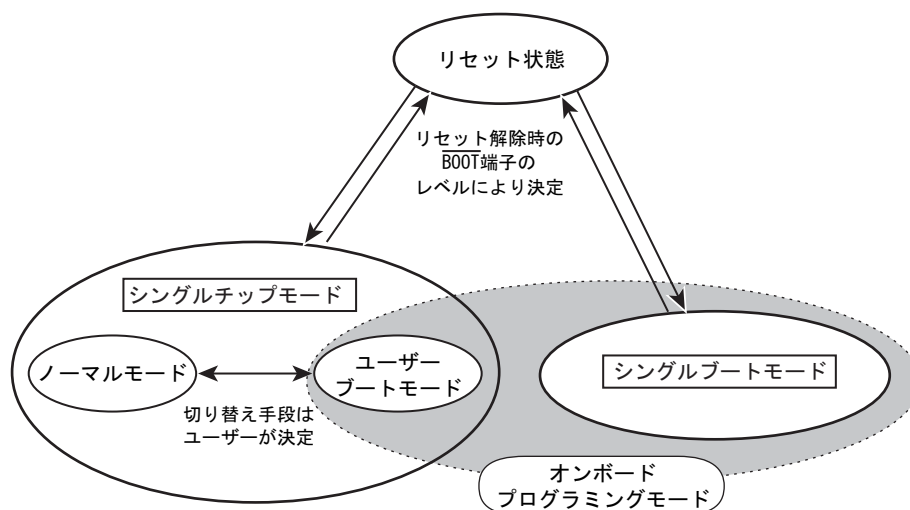 リセット状態
リセット解除時の
BOOT端子の
レベルにより決定
シングルチップモード
ノーマルモード
ユーザー
ブートモード
シングルブートモード
切り替え手段は
ユーザーが決定
オンボード
プログラミングモード